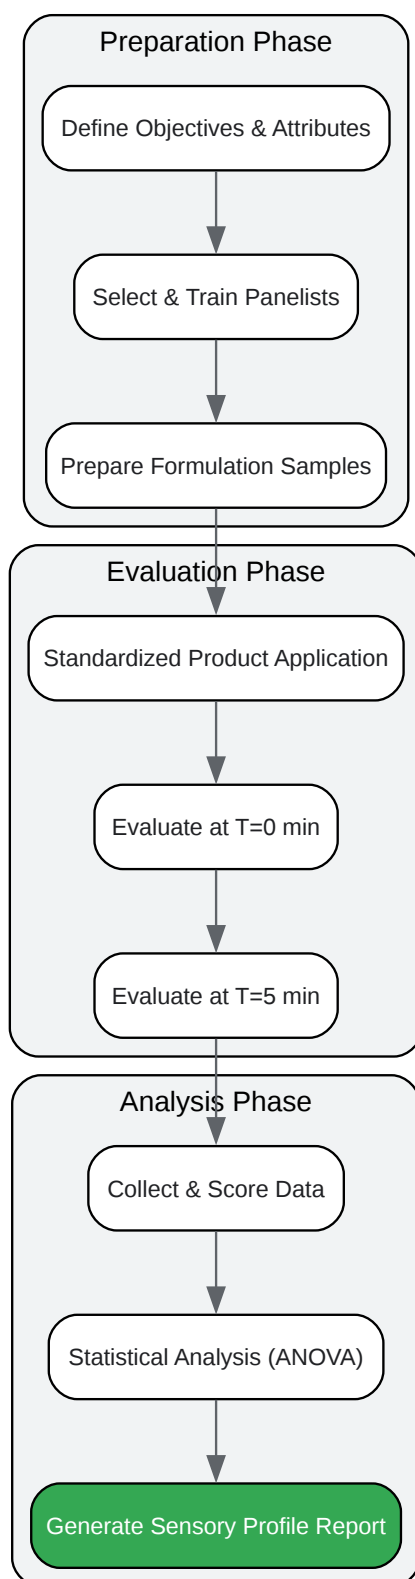 Preparation Phase
Define Objectives & Attributes
Select & Train Panelists
Prepare Formulation Samples
Evaluation Phase
Standardized Product Application
Evaluate at T=0 min
Evaluate at T=5 min
Analysis Phase
Collect & Score Data
Statistical Analysis (ANOVA)
Generate Sensory Profile Report